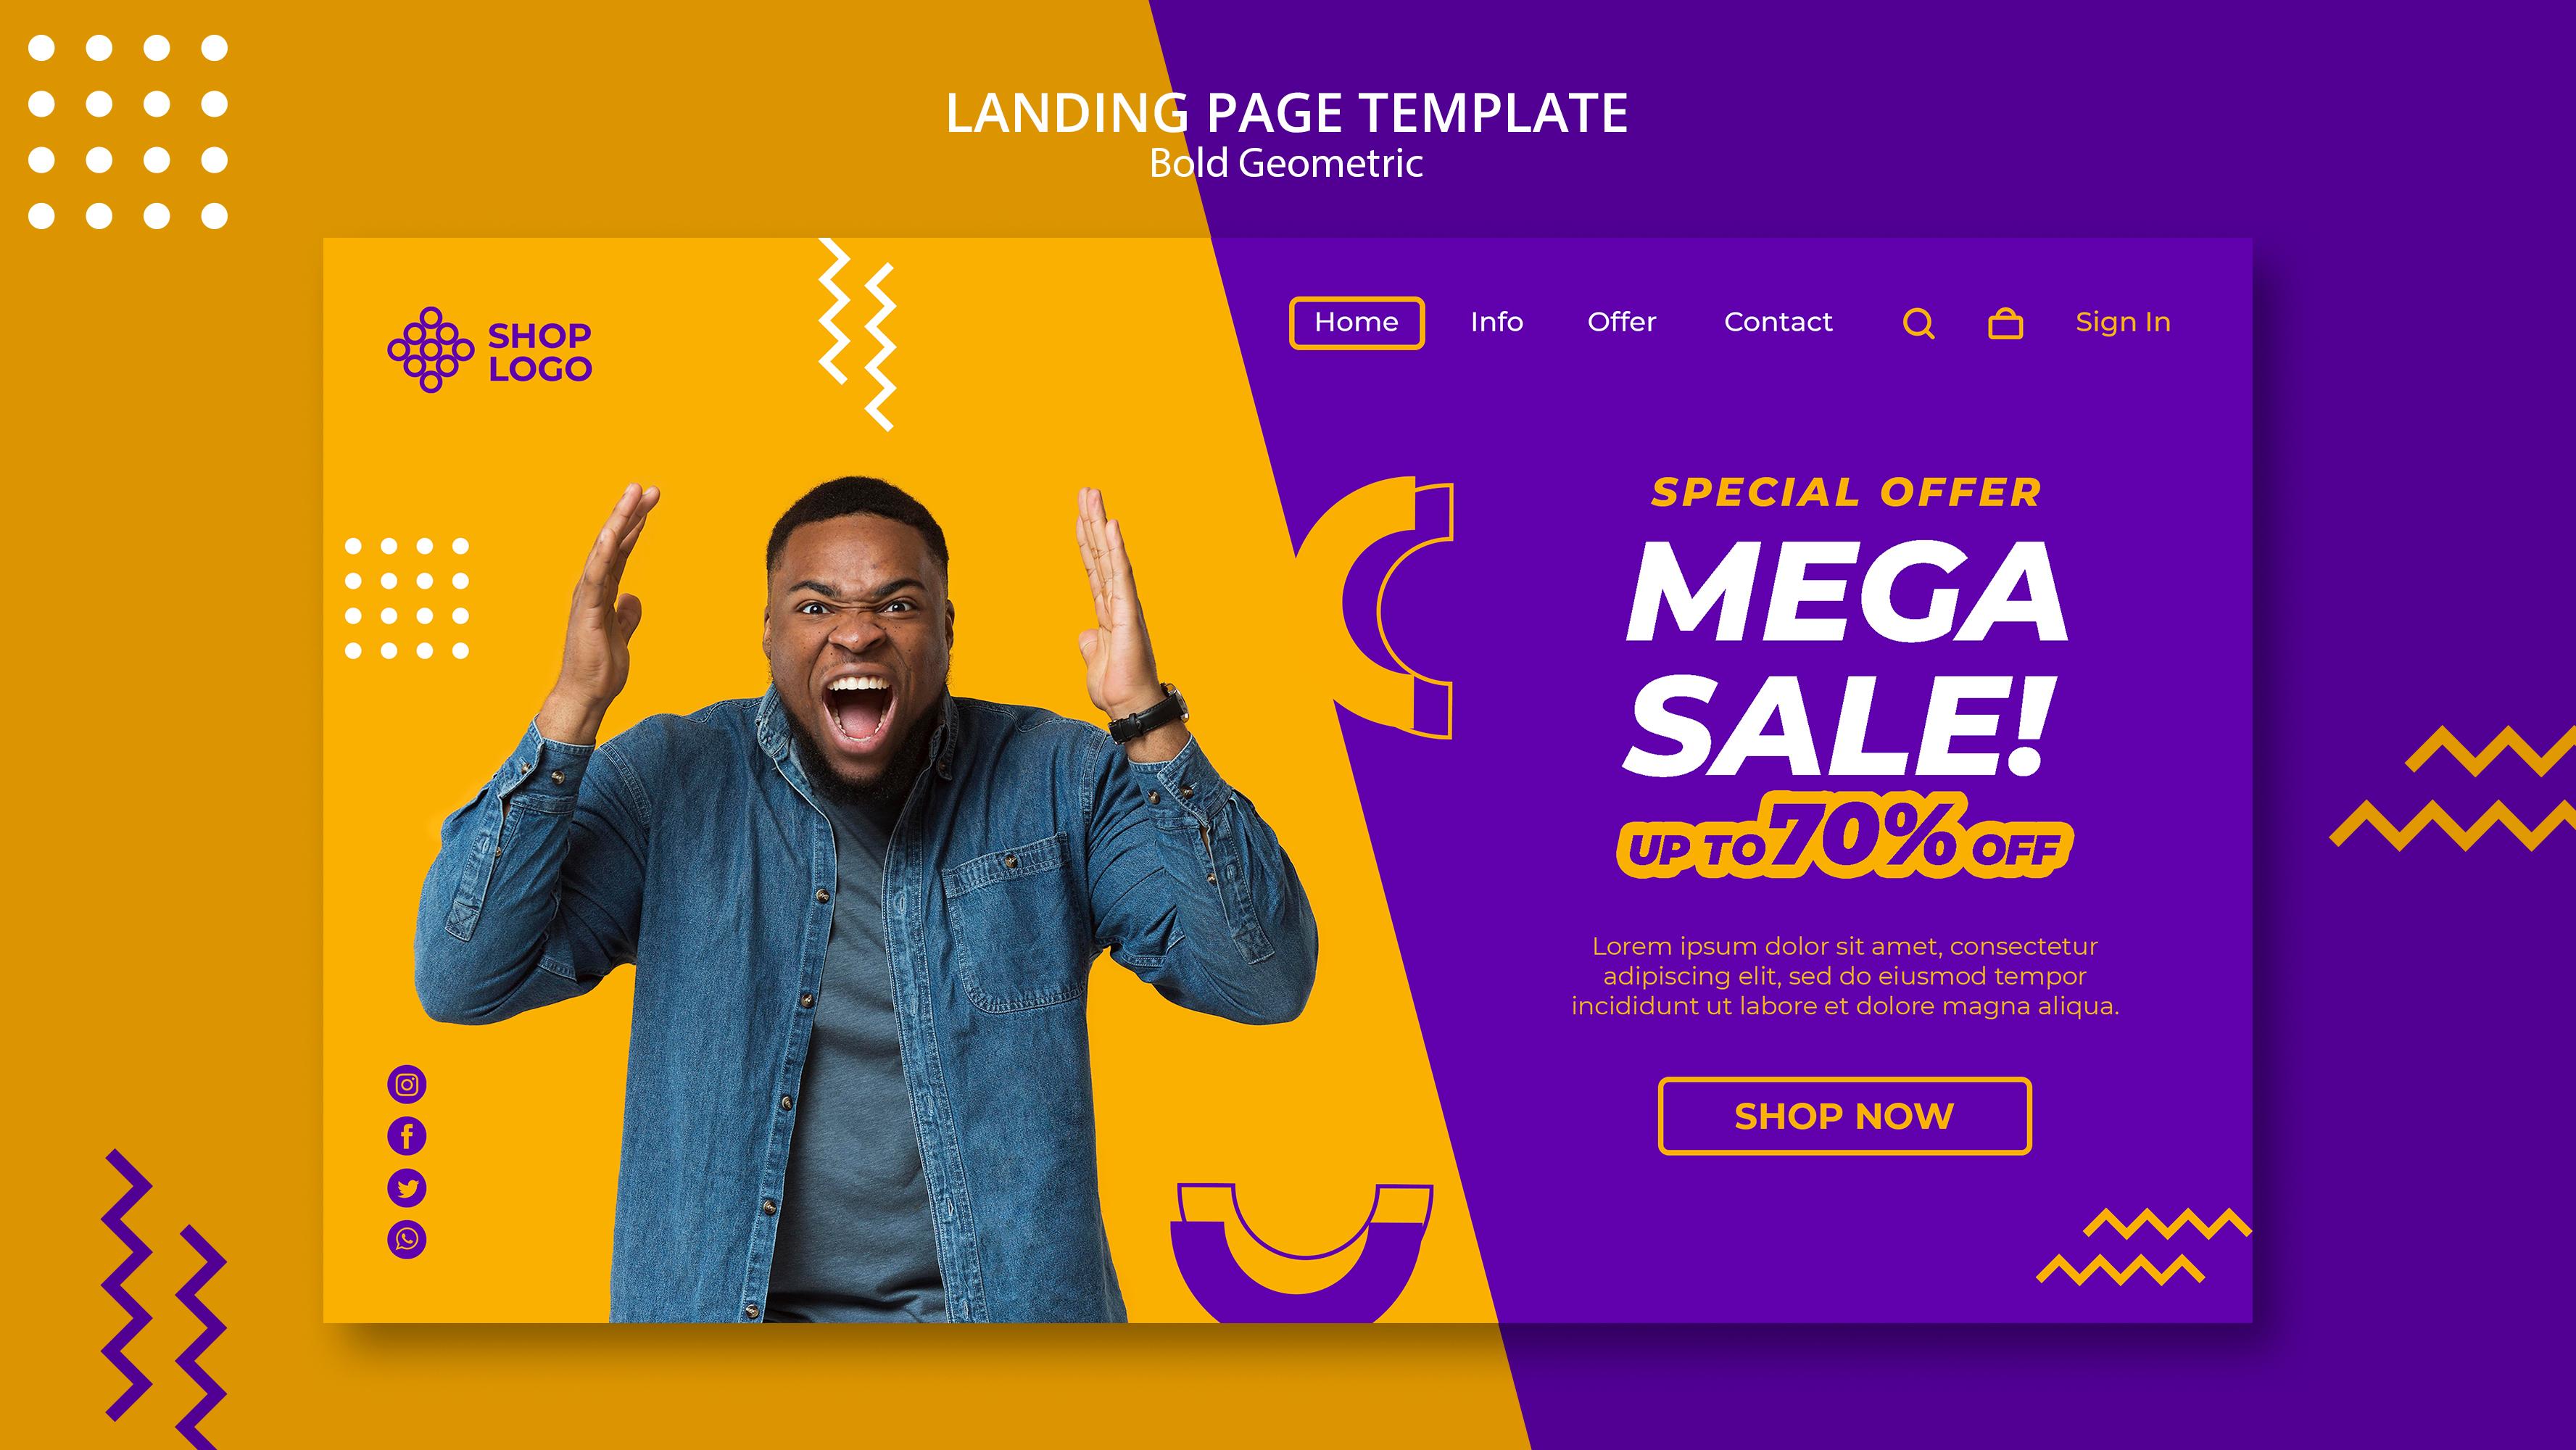 LANDING PAGE TEMPLATE
Bold Geometric
SHOP
LOGO
Home Info Offer Contact Sign In
SPECIAL OFFER
MEGA
SALE!
UP TO 70% OFF
Lorem ipsum dolor sit amet, consectetur
adipiscing elit, sed do eiusmod tempor
incididunt ut labore et dolore magna aliqua.
SHOP NOW